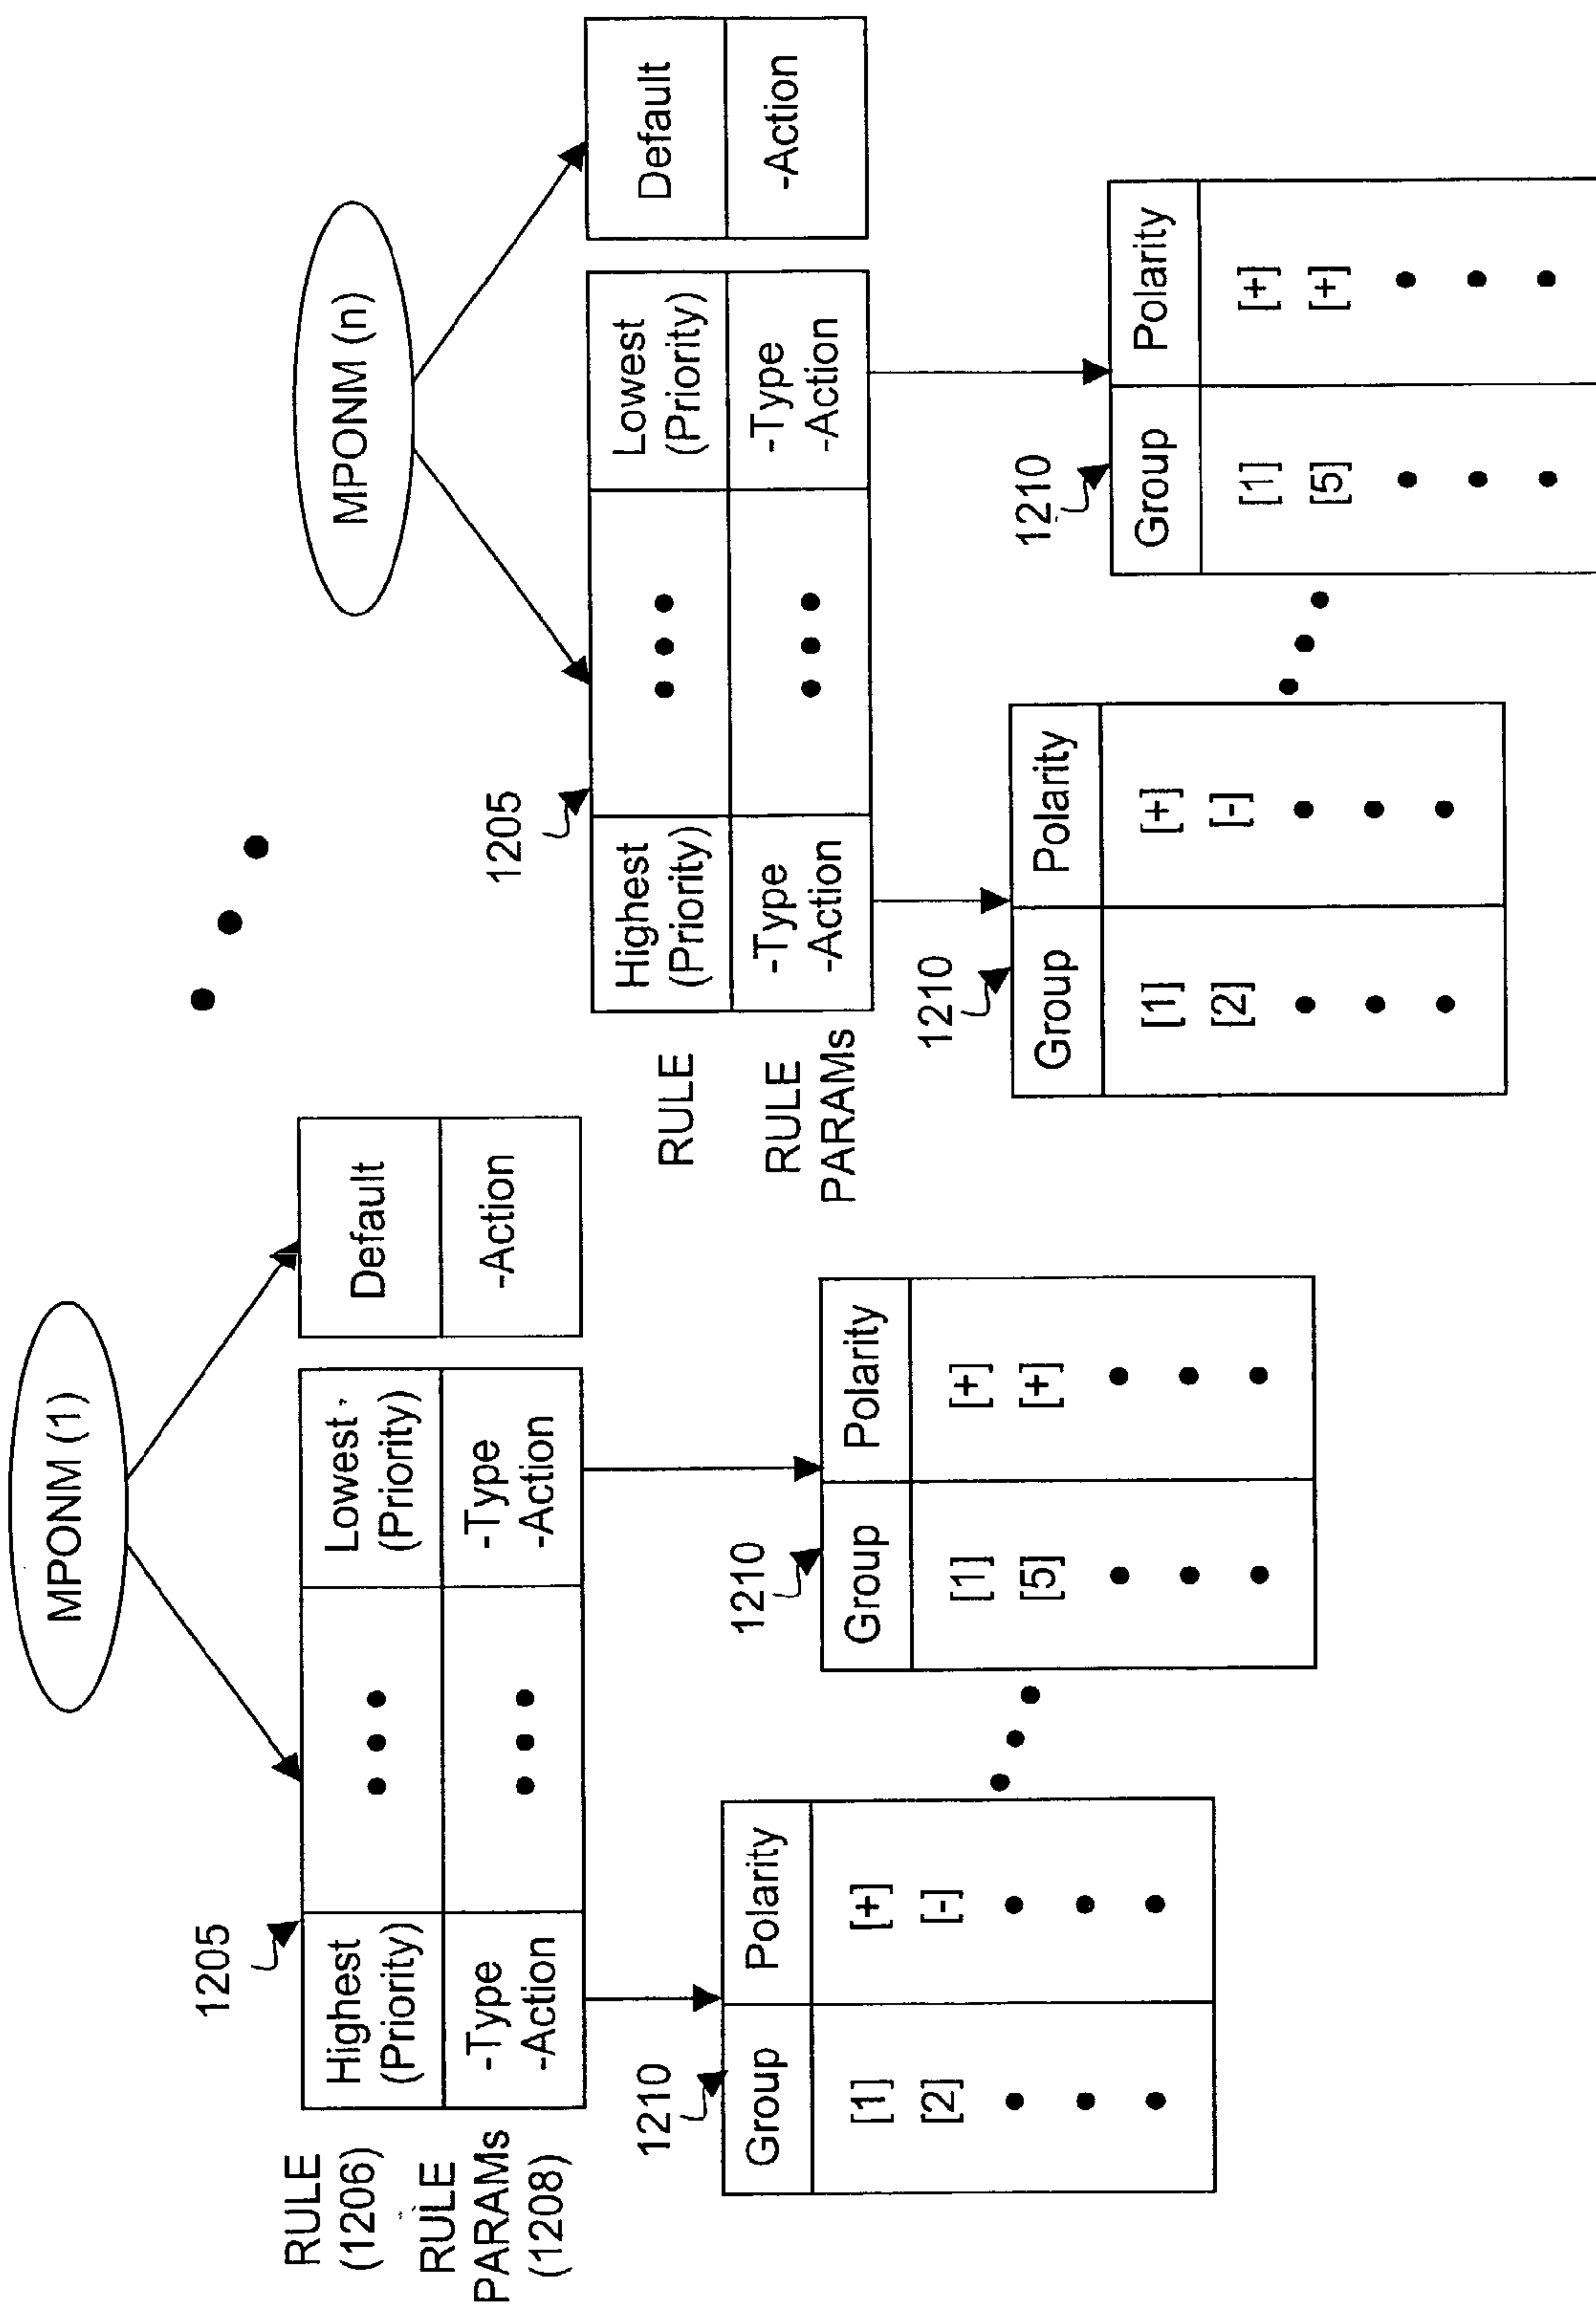 MPONM (1)
1205
RULE
(1206)
Highest
(Priority)
• • •
Lowest
(Priority)
Default
RULE
PARAMs
(1208)
-Type
-Action
• • •
-Type
-Action
-Action
1210
Group Polarity
[1] [+]
[2] [-]
• •
• •
• •
• • •
1210
Group Polarity
[1] [+]
[5] [+]
• •
• •
• •
• • •
MPONM (n)
1205
RULE
Highest
(Priority)
• • •
Lowest
(Priority)
Default
RULE
PARAMs
-Type
-Action
• • •
-Type
-Action
-Action
1210
Group Polarity
[1] [+]
[2] [-]
• •
• •
• •
• • •
1210
Group Polarity
[1] [+]
[5] [+]
• •
• •
• •